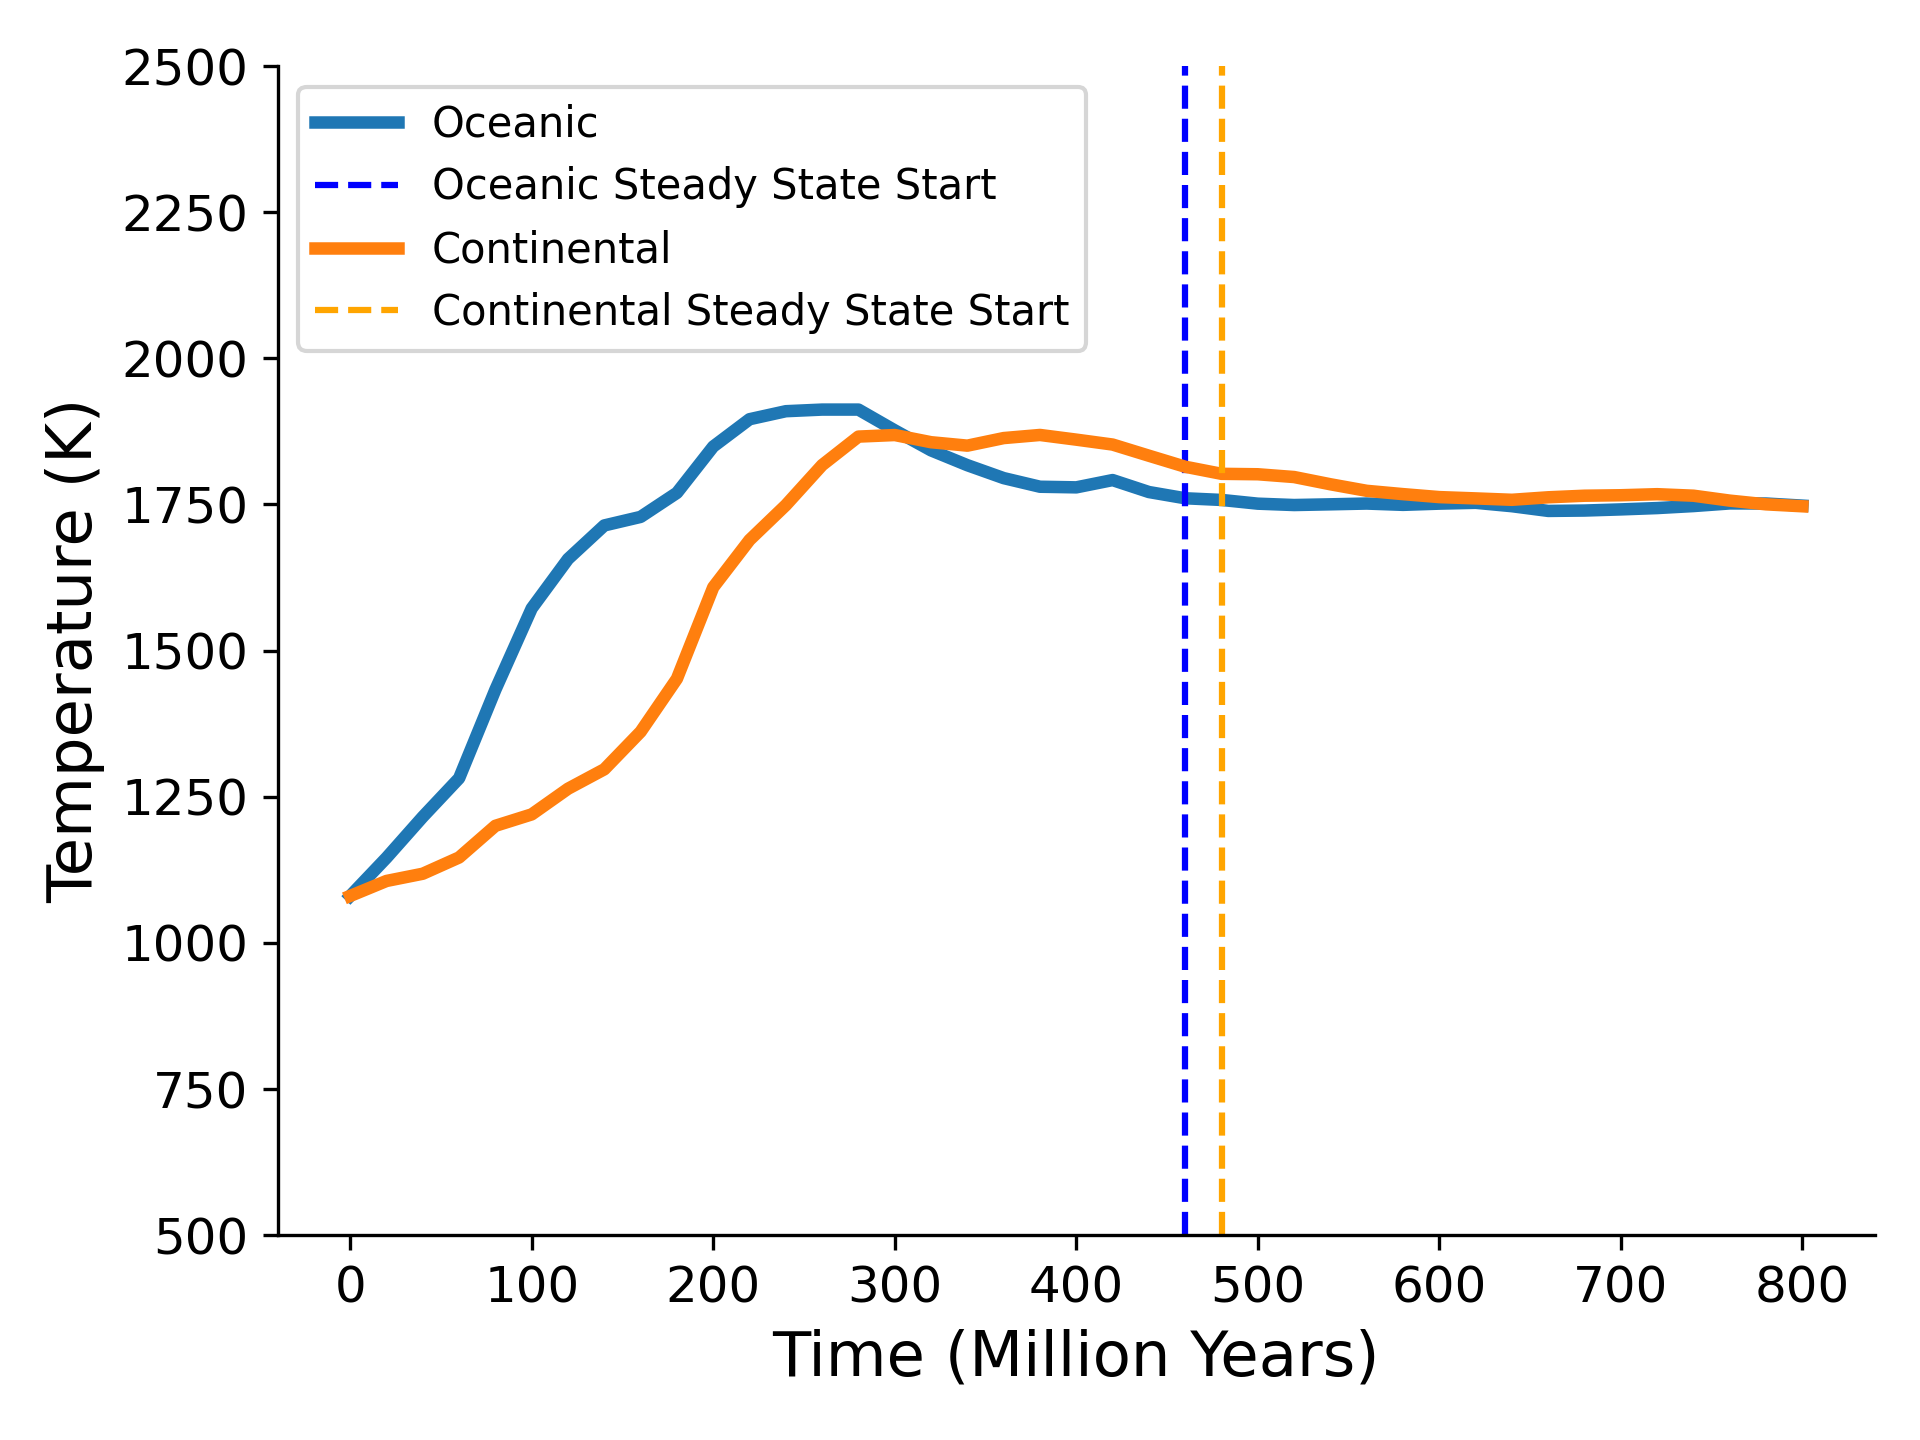 2500
2250
2000
1750
1500
1250
1000
750
500
Temperature (K)
Oceanic
Oceanic Steady State Start
Continental
Continental Steady State Start
0 100 200 300 400 500 600 700 800
Time (Million Years)